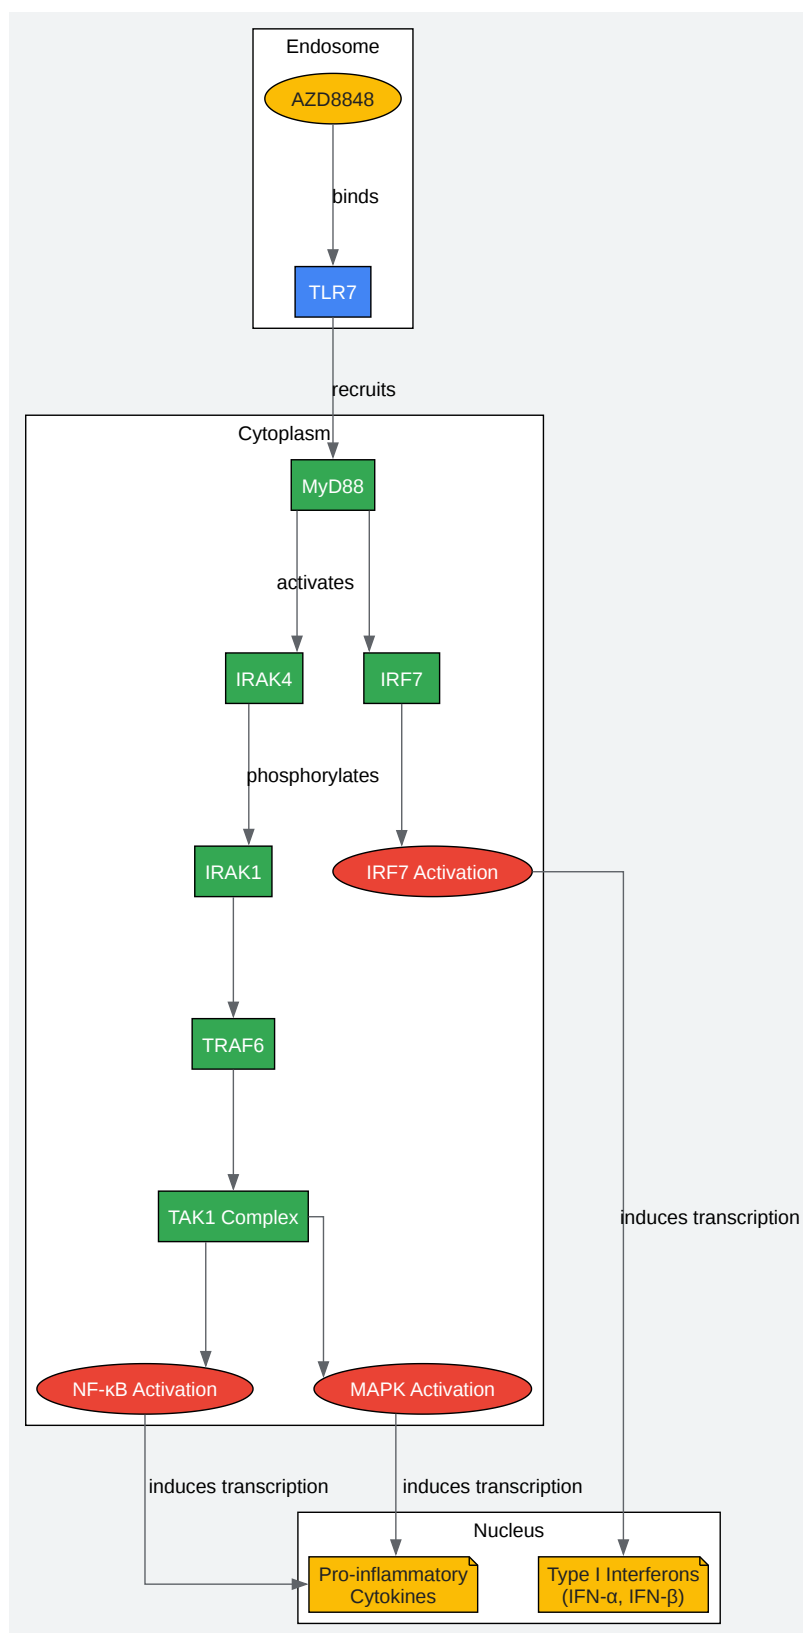 Endosome
AZD8848
binds
TLR7
recruits
Cytoplasm
MyD88
activates
IRAK4
IRF7
phosphorylates
IRAK1
IRF7 Activation
TRAF6
TAK1 Complex
induces transcription
NF-κB Activation
MAPK Activation
induces transcription
induces transcription
Nucleus
Pro-inflammatory
Cytokines
Type I Interferons
(IFN-α, IFN-β)